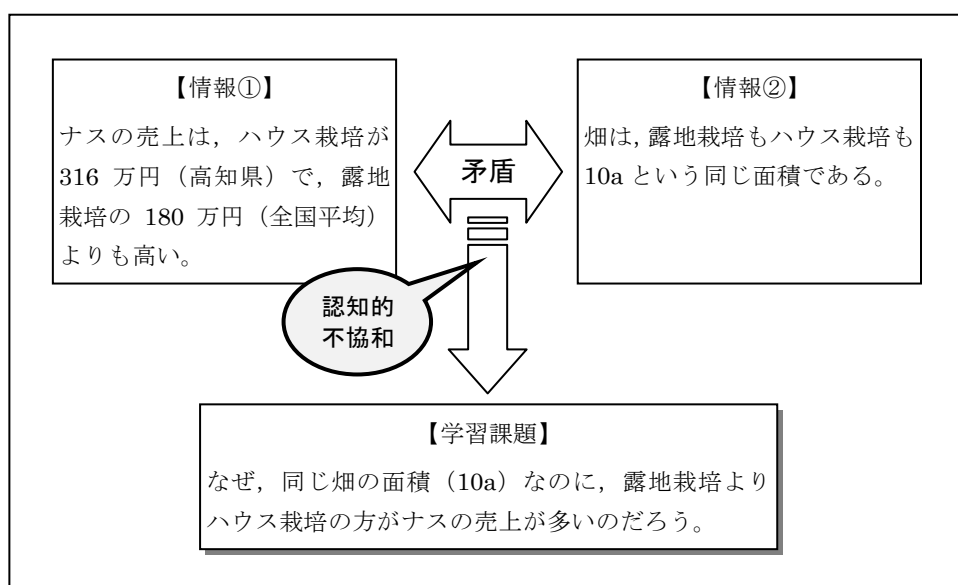 【情報①】
ナスの売上は，ハウス栽培が
316 万円（高知県）で，露地
栽培の 180 万円（全国平均）
よりも高い。
矛盾
【情報②】
畑は，露地栽培もハウス栽培も
10a という同じ面積である。
認知的
不協和
【学習課題】
なぜ，同じ畑の面積（10a）なのに，露地栽培より
ハウス栽培の方がナスの売上が多いのだろう。